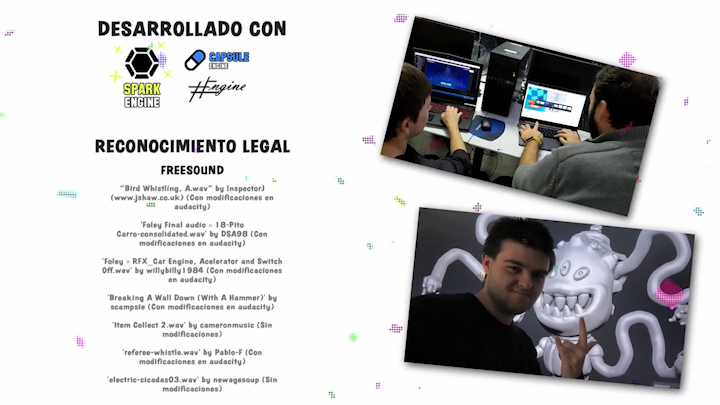 DESARROLLADO CON
SPARK
ENGINE
CAPSULE
ENGINE
#Engine
RECONOCIMIENTO LEGAL
FREESOUND
"Bird Whistling, A.wav" by InspectorJ
(www.jshaw.co.uk) (Con modificaciones en
audacity)
'Foley Final audio » 18-Pito
Carro-consolidated.wav' by DSA98 (Con
modificaciones en audacity)
'Foley » RFX_Car Engine, Acelerator and Switch
Off.wav' by willybilly1984 (Con modificaciones
en audacity)
'Breaking A Wall Down (With A Hammer)' by
scampsie (Con modificaciones en audacity)
'Item Collect 2.wav' by cameronmusic (Sin
modificaciones)
'referee-whistle.wav' by Pablo-F (Con
modificaciones en audacity)
'electric-cicadas03.wav' by newagesoup (Sin
modificaciones)